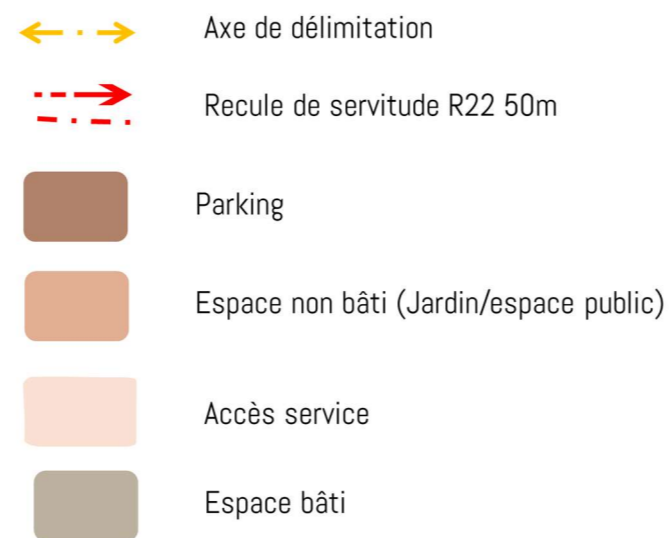 Axe de délimitation
Recule de servitude R22 50m
Parking
Espace non bâti (Jardin/espace public)
Accès service
Espace bâti